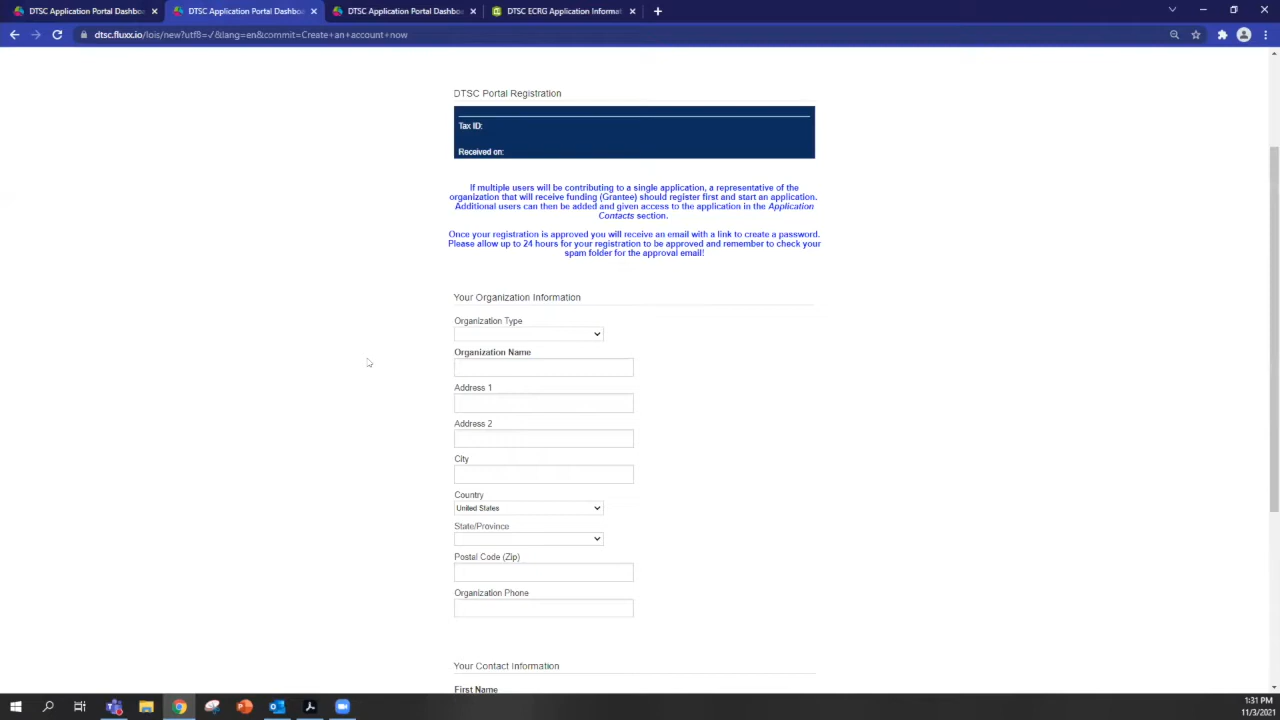 DTSC Application Portal Dashbo
DTSC Application Portal Dashbo
DTSC Application Portal Dashbo
DTSC ECRG Application Informat
dtsc.fluxx.io/lois/new?utf8=✓&lang=en&commit=Create+an+account+now
DTSC Portal Registration
Tax ID:
Received on:
If multiple users will be contributing to a single application, a representative of the
organization that will receive funding (Grantee) should register first and start an application.
Additional users can then be added and given access to the application in the Application
Contacts section.
Once your registration is approved you will receive an email with a link to create a password.
Please allow up to 24 hours for your registration to be approved and remember to check your
spam folder for the approval email!
Your Organization Information
Organization Type
Organization Name
Address 1
Address 2
City
Country
United States
State/Province
Postal Code (Zip)
Organization Phone
Your Contact Information
First Name
1:31 PM
11/3/2021